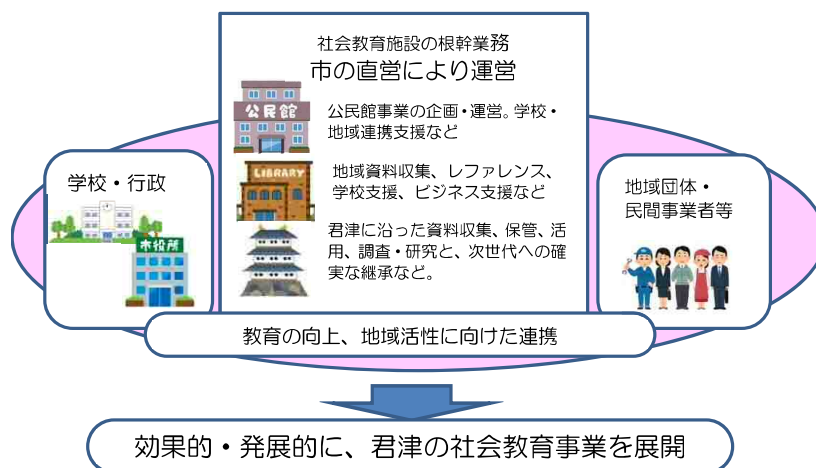 社会教育施設の根幹業務
市の直営により運営
公民館
公民館事業の企画・運営。学校・
地域連携支援など
LIBRARY
地域資料収集、レファレンス、
学校支援、ビジネス支援など
君津に沿った資料収集、保管、活
用、調査・研究と、次世代への確
実な継承など。
学校・行政
市役所
地域団体・
民間事業者等
教育の向上、地域活性に向けた連携
効果的・発展的に、君津の社会教育事業を展開